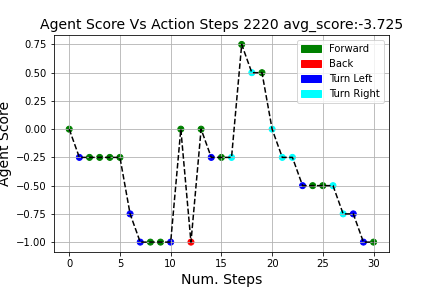 Agent Score Vs Action Steps 2220 avg_score:-3.725
Agent Score
0.75
0.50
0.25
0.00
−0.25
−0.50
−0.75
−1.00
Forward
Back
Turn Left
Turn Right
0 5 10 15 20 25 30
Num. Steps